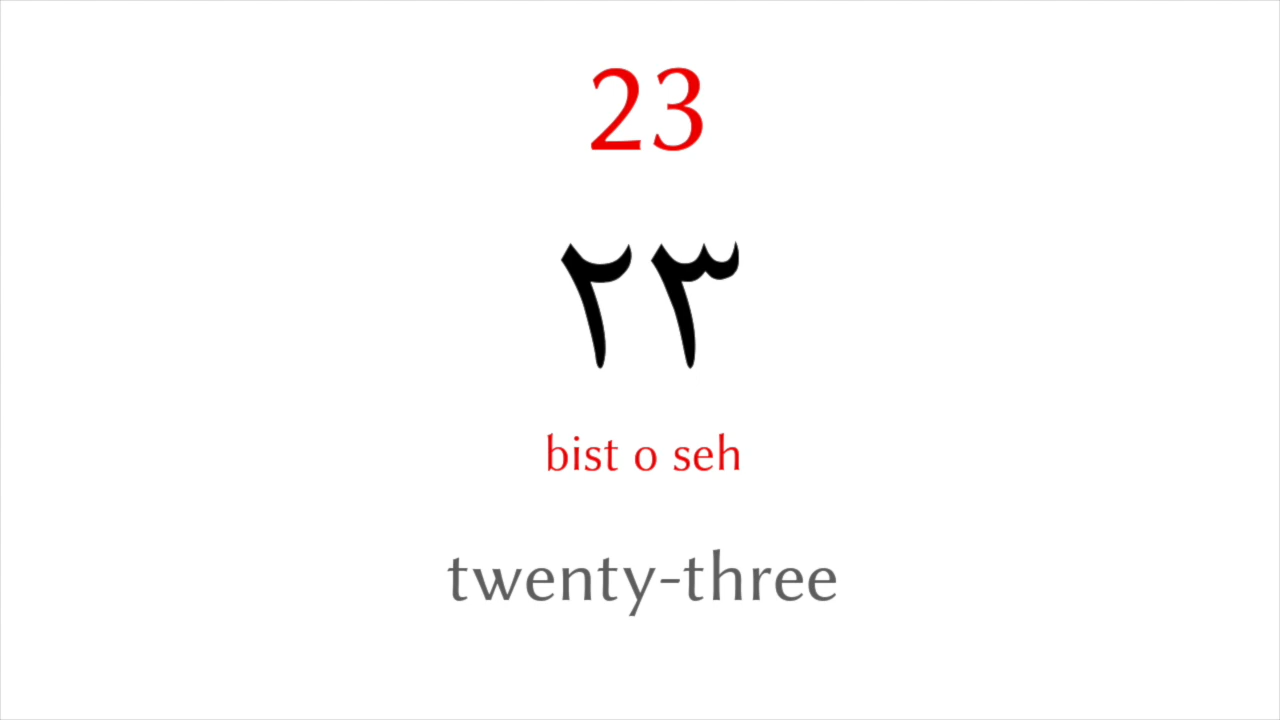 23
۲۳
bist o seh
twenty-three